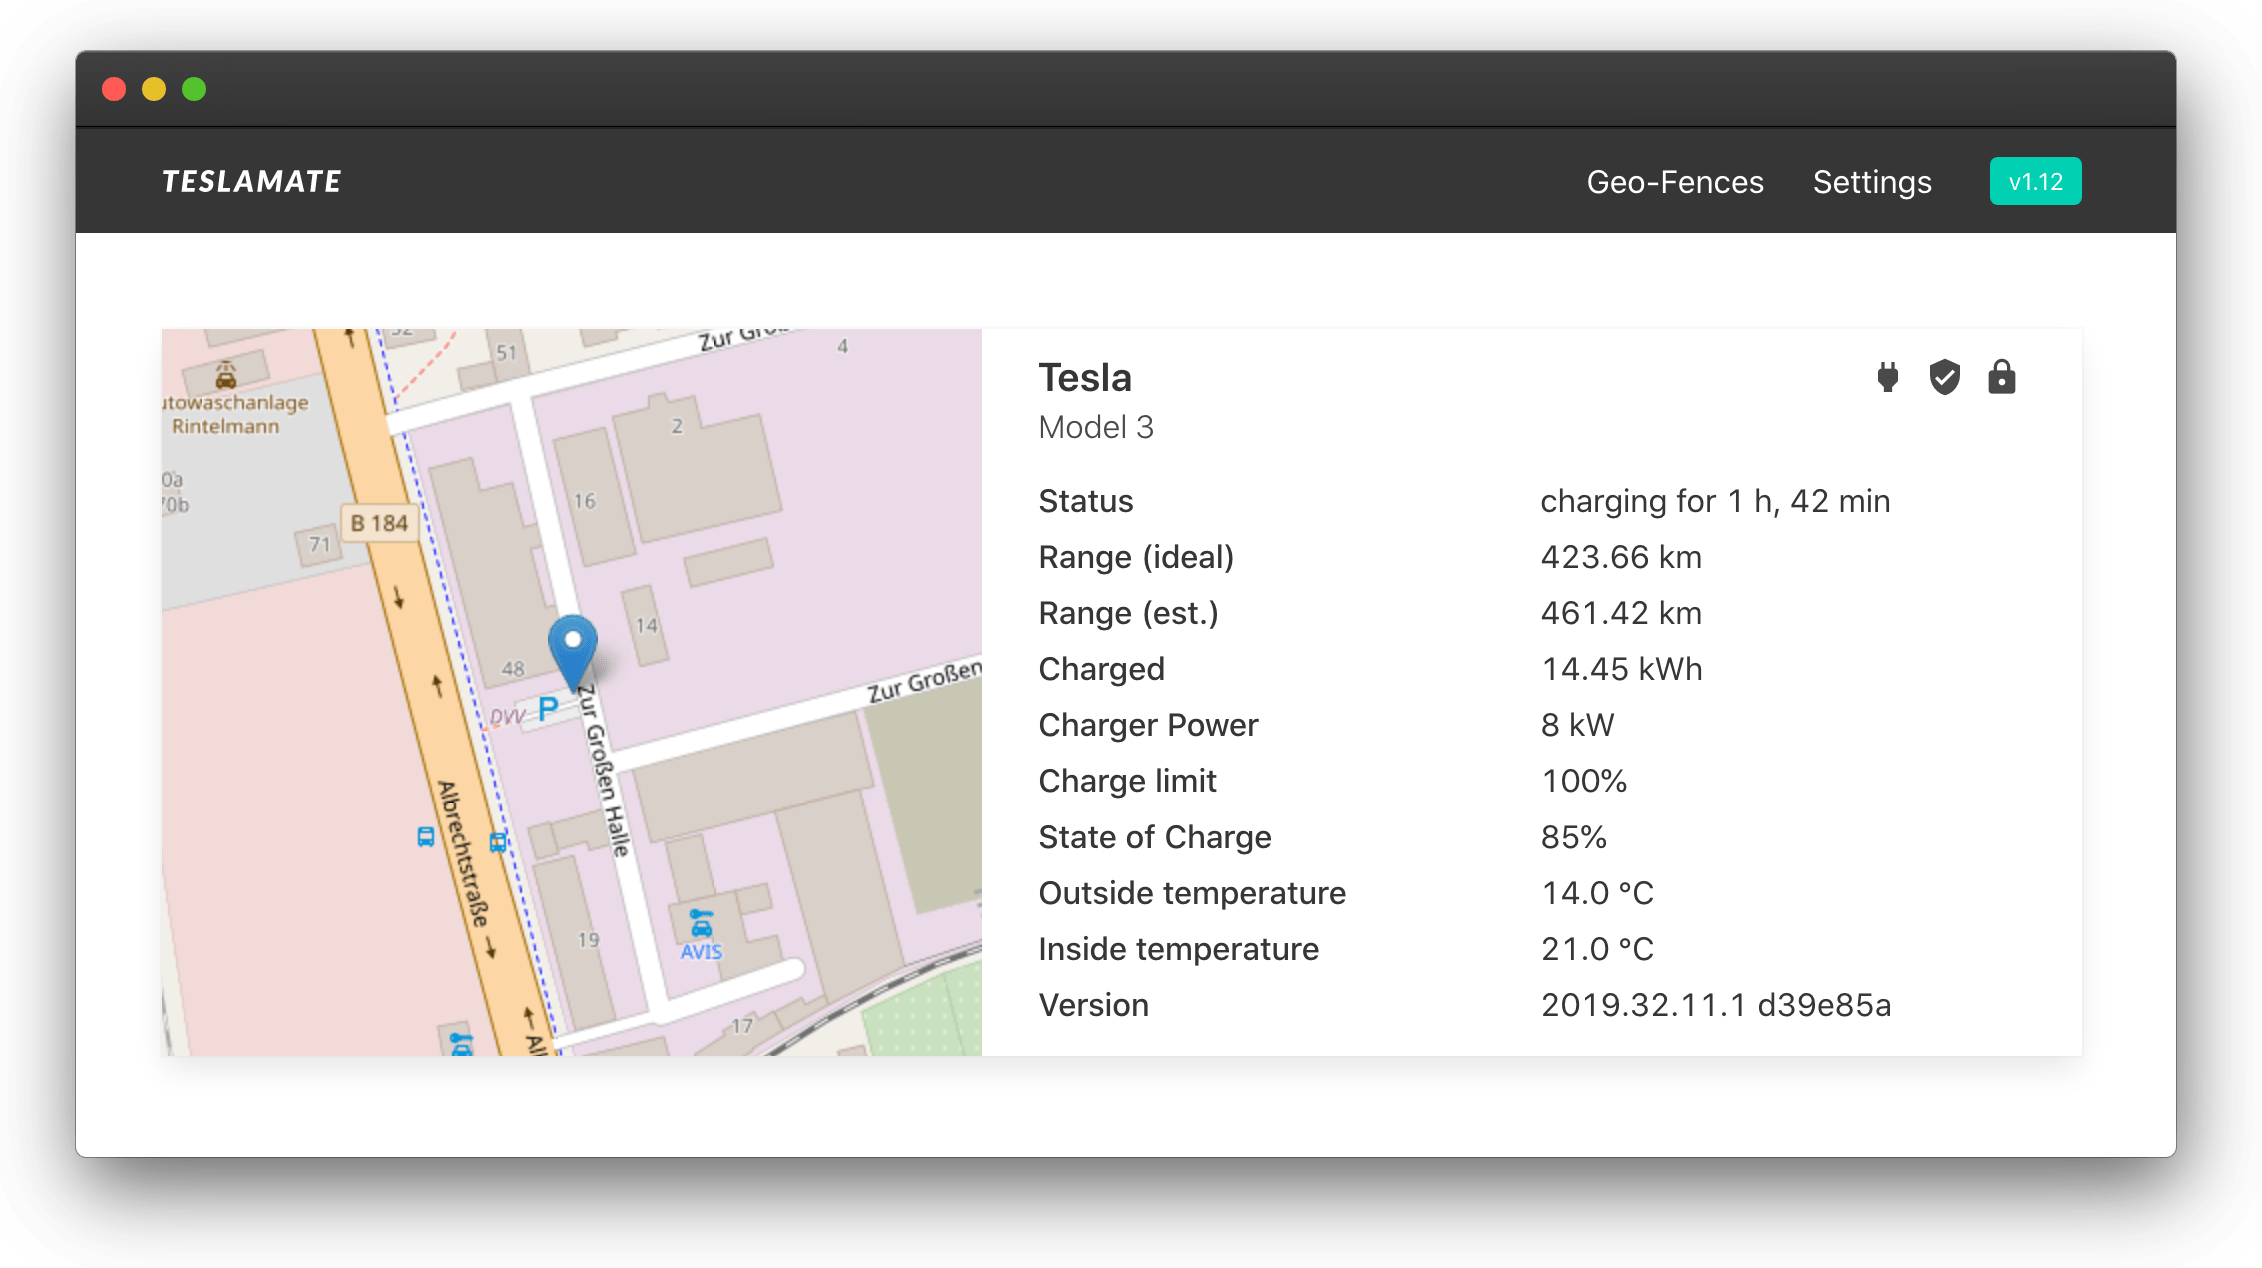 TESLAMATE
Geo-Fences
Settings
v1.12
52
51
Zur Gro
4
utowaschanlage
Rintelmann
2
0a
70b
16
B 184
71
14
48
Zur Großen
DVV
P
Zur Großen Halle
Albrechtstraße
19
AVIS
17
Al
Tesla
Model 3
Status charging for 1 h, 42 min
Range (ideal) 423.66 km
Range (est.) 461.42 km
Charged 14.45 kWh
Charger Power 8 kW
Charge limit 100%
State of Charge 85%
Outside temperature 14.0 °C
Inside temperature 21.0 °C
Version 2019.32.11.1 d39e85a